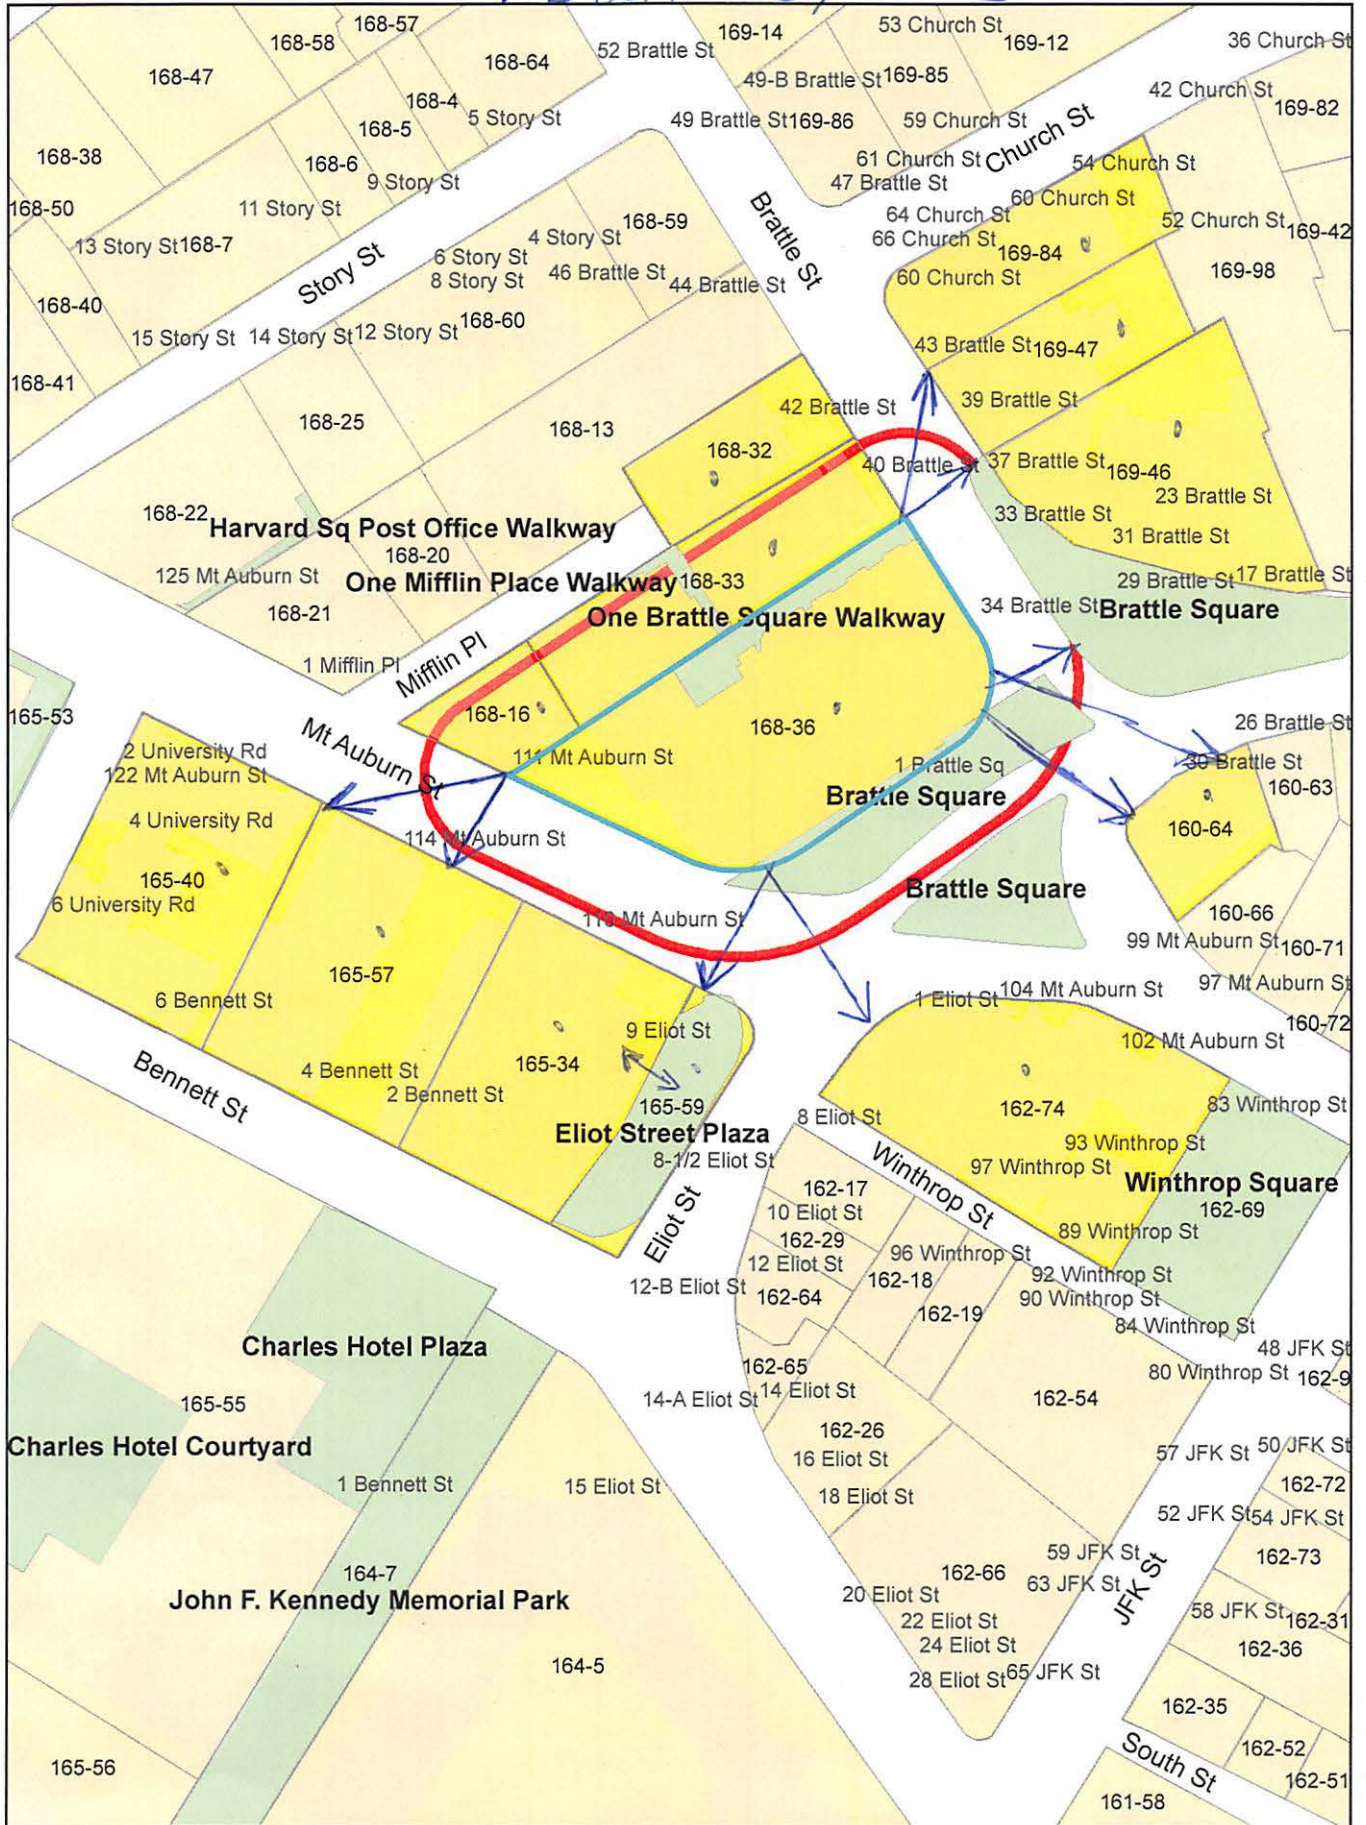 168-57
168-58
168-47
168-64
168-4
168-5
5 Story St
168-38
168-6
9 Story St
168-50
11 Story St
13 Story St
168-7
168-40
15 Story St
14 Story St
12 Story St
168-60
Story St
6 Story St
8 Story St
4 Story St
168-59
46 Brattle St
44 Brattle St
168-41
52 Brattle St
169-14
53 Church St
169-12
36 Church St
49-B Brattle St
169-85
42 Church St
169-82
49 Brattle St
169-86
59 Church St
Church St
61 Church St
47 Brattle St
54 Church St
60 Church St
64 Church St
66 Church St
52 Church St
169-42
169-84
60 Church St
169-98
Brattle St
43 Brattle St
169-47
39 Brattle St
42 Brattle St
168-25
168-13
168-32
40 Brattle St
37 Brattle St
169-46
23 Brattle St
33 Brattle St
31 Brattle St
29 Brattle St
17 Brattle St
168-22
Harvard Sq Post Office Walkway
168-20
125 Mt Auburn St
One Mifflin Place Walkway
168-33
168-21
One Brattle Square Walkway
34 Brattle St
Brattle Square
1 Mifflin Pl
Mifflin Pl
165-53
168-16
168-36
26 Brattle St
30 Brattle St
160-63
Mt Auburn St
2 University Rd
122 Mt Auburn St
111 Mt Auburn St
1 Brattle Sq
Brattle Square
160-64
4 University Rd
114 Mt Auburn St
165-40
6 University Rd
Brattle Square
110 Mt Auburn St
160-66
99 Mt Auburn St
160-71
165-57
97 Mt Auburn St
6 Bennett St
1 Eliot St
104 Mt Auburn St
160-72
9 Eliot St
102 Mt Auburn St
165-34
4 Bennett St
2 Bennett St
Bennett St
165-59
8 Eliot St
162-74
83 Winthrop St
Eliot Street Plaza
8-1/2 Eliot St
93 Winthrop St
97 Winthrop St
Winthrop Square
162-69
Winthrop St
162-17
10 Eliot St
162-29
12 Eliot St
Eliot St
89 Winthrop St
96 Winthrop St
92 Winthrop St
90 Winthrop St
12-B Eliot St
162-64
162-18
162-19
84 Winthrop St
48 JFK St
Charles Hotel Plaza
162-65
14 Eliot St
14-A Eliot St
80 Winthrop St
162-9
165-55
162-54
Charles Hotel Courtyard
162-26
16 Eliot St
57 JFK St
50 JFK St
1 Bennett St
15 Eliot St
18 Eliot St
162-72
52 JFK St
54 JFK St
164-7
John F. Kennedy Memorial Park
59 JFK St
63 JFK St
JFK St
162-66
162-73
20 Eliot St
22 Eliot St
24 Eliot St
28 Eliot St
65 JFK St
58 JFK St
162-31
162-36
164-5
162-35
South St
162-52
162-51
165-56
161-58